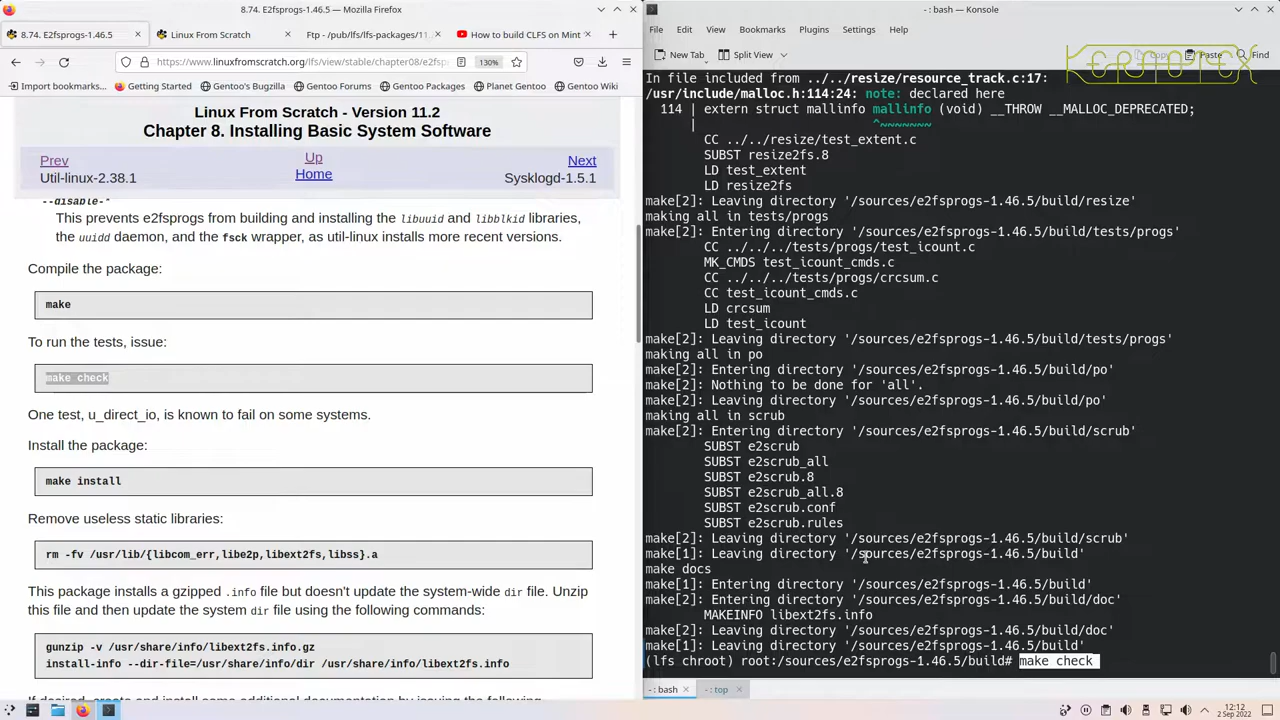 8.74. E2fsprogs-1.46.5 — Mozilla Firefox
8.74. E2fsprogs-1.46.5
Linux From Scratch
Ftp - /pub/lfs/lfs-packages/11.
How to build CLFS on Mint
https://www.linuxfromscratch.org/lfs/view/stable/chapter08/e2fsp
Import bookmarks...
Getting Started
Gentoo's Bugzilla
Gentoo Forums
Gentoo Packages
Planet Gentoo
Gentoo Wiki
Linux From Scratch - Version 11.2
Chapter 8. Installing Basic System Software
Prev
Up
Next
Util-linux-2.38.1
Home
Sysklogd-1.5.1
--disable-*
This prevents e2fsprogs from building and installing the libuuid and libblkid libraries,
the uuidd daemon, and the fsck wrapper, as util-linux installs more recent versions.
Compile the package:
make
To run the tests, issue:
make check
One test, u_direct_io, is known to fail on some systems.
Install the package:
make install
Remove useless static libraries:
rm -fv /usr/lib/{libcom_err,libe2p,libext2fs,libss}.a
This package installs a gzipped .info file but doesn't update the system-wide dir file. Unzip
this file and then update the system dir file using the following commands:
gunzip -v /usr/share/info/libext2fs.info.gz
install-info --dir-file=/usr/share/info/dir /usr/share/info/libext2fs.info
- : bash — Konsole
File Edit View Bookmarks Plugins Settings Help
New Tab Split View Paste Find
KERNOTEX
In file included from ../../resize/resource_track.c:17:
/usr/include/malloc.h:114:24: note: declared here
114 | extern struct mallinfo mallinfo (void) __THROW __MALLOC_DEPRECATED;
| ^~~~~~~~
CC ../../resize/test_extent.c
SUBST resize2fs.8
LD test_extent
LD resize2fs
make[2]: Leaving directory '/sources/e2fsprogs-1.46.5/build/resize'
making all in tests/progs
make[2]: Entering directory '/sources/e2fsprogs-1.46.5/build/tests/progs'
CC ../../../tests/progs/test_icount.c
MK_CMDS test_icount_cmds.c
CC ../../../tests/progs/crcsum.c
CC test_icount_cmds.c
LD crcsum
LD test_icount
make[2]: Leaving directory '/sources/e2fsprogs-1.46.5/build/tests/progs'
making all in po
make[2]: Entering directory '/sources/e2fsprogs-1.46.5/build/po'
make[2]: Nothing to be done for 'all'.
make[2]: Leaving directory '/sources/e2fsprogs-1.46.5/build/po'
making all in scrub
make[2]: Entering directory '/sources/e2fsprogs-1.46.5/build/scrub'
SUBST e2scrub
SUBST e2scrub_all
SUBST e2scrub.8
SUBST e2scrub_all.8
SUBST e2scrub.conf
SUBST e2scrub.rules
make[2]: Leaving directory '/sources/e2fsprogs-1.46.5/build/scrub'
make[1]: Leaving directory '/sources/e2fsprogs-1.46.5/build'
make docs
make[1]: Entering directory '/sources/e2fsprogs-1.46.5/build'
make[2]: Entering directory '/sources/e2fsprogs-1.46.5/build/doc'
MAKEINFO libext2fs.info
make[2]: Leaving directory '/sources/e2fsprogs-1.46.5/build/doc'
make[1]: Leaving directory '/sources/e2fsprogs-1.46.5/build'
(lfs chroot) root:/sources/e2fsprogs-1.46.5/build# make check
- : bash
- : top
12:12
2 Sep 2022